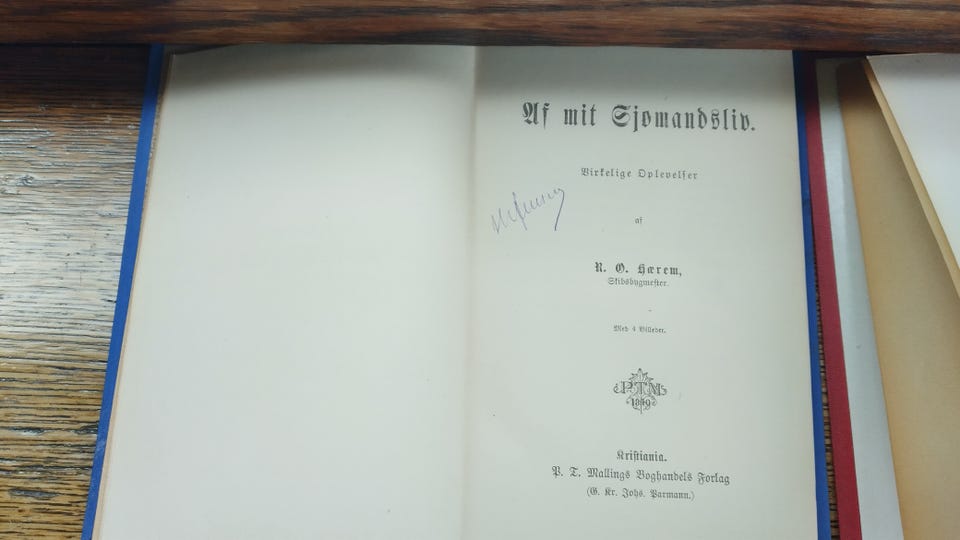 Af mit Sjømandsliv.
Virkelige Oplevelser
af
R. O. Hærem,
Skibsbygmester.
Med 4 Billeder.
PTM
Kristiania.
P. T. Mallings Boghandels Forlag
(G. Kr. Johs. Parmann.)